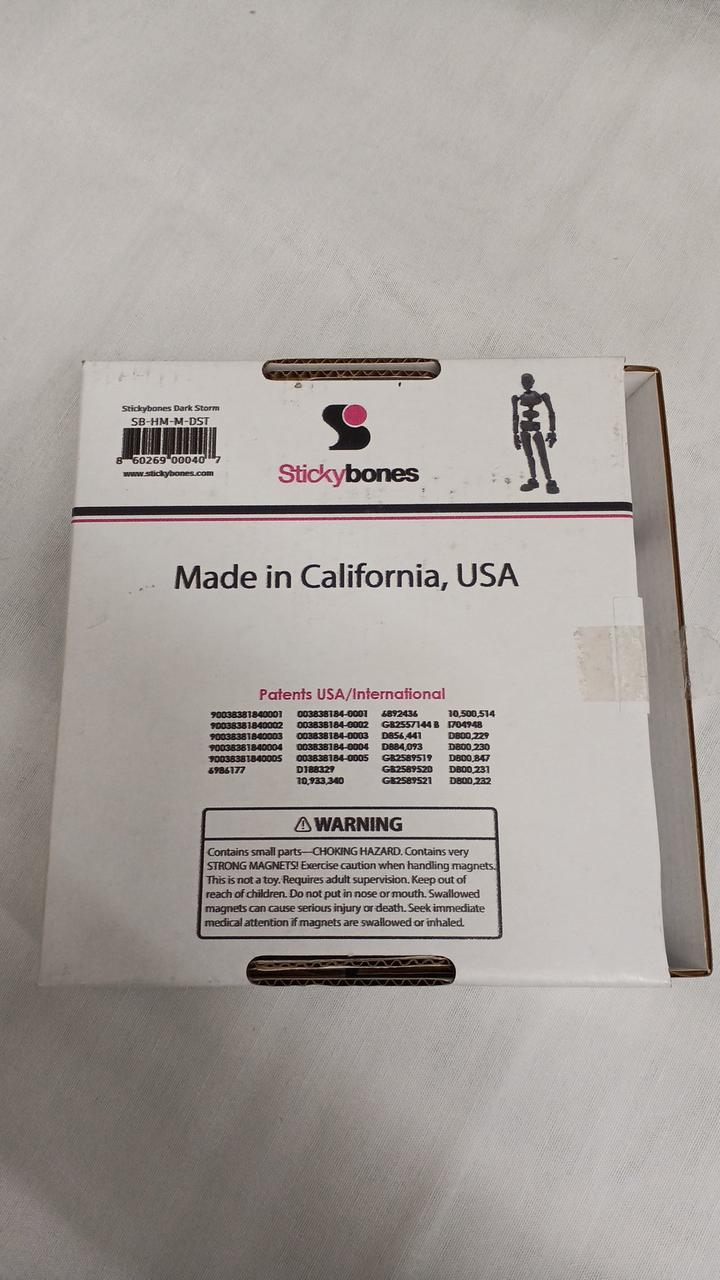 Stickybones Dark Storm
SB-HM-M-DST
8 60269 00040 7
www.stickybones.com
Stickybones
Made in California, USA
Patents USA/International
90038381840001 003838184-0001 6892436 10,500,514
90038381840002 003838184-0002 GB2557144 B I704948
90038381840003 003838184-0003 D856,441 D800,229
90038381840004 003838184-0004 D884,093 D800,230
90038381840005 003838184-0005 GB2589519 D800,847
6986177 D188329 GB2589520 D800,231
10,933,340 GB2589521 D800,232
WARNING
Contains small parts—CHOKING HAZARD. Contains very
STRONG MAGNETS! Exercise caution when handling magnets.
This is not a toy. Requires adult supervision. Keep out of
reach of children. Do not put in nose or mouth. Swallowed
magnets can cause serious injury or death. Seek immediate
medical attention if magnets are swallowed or inhaled.